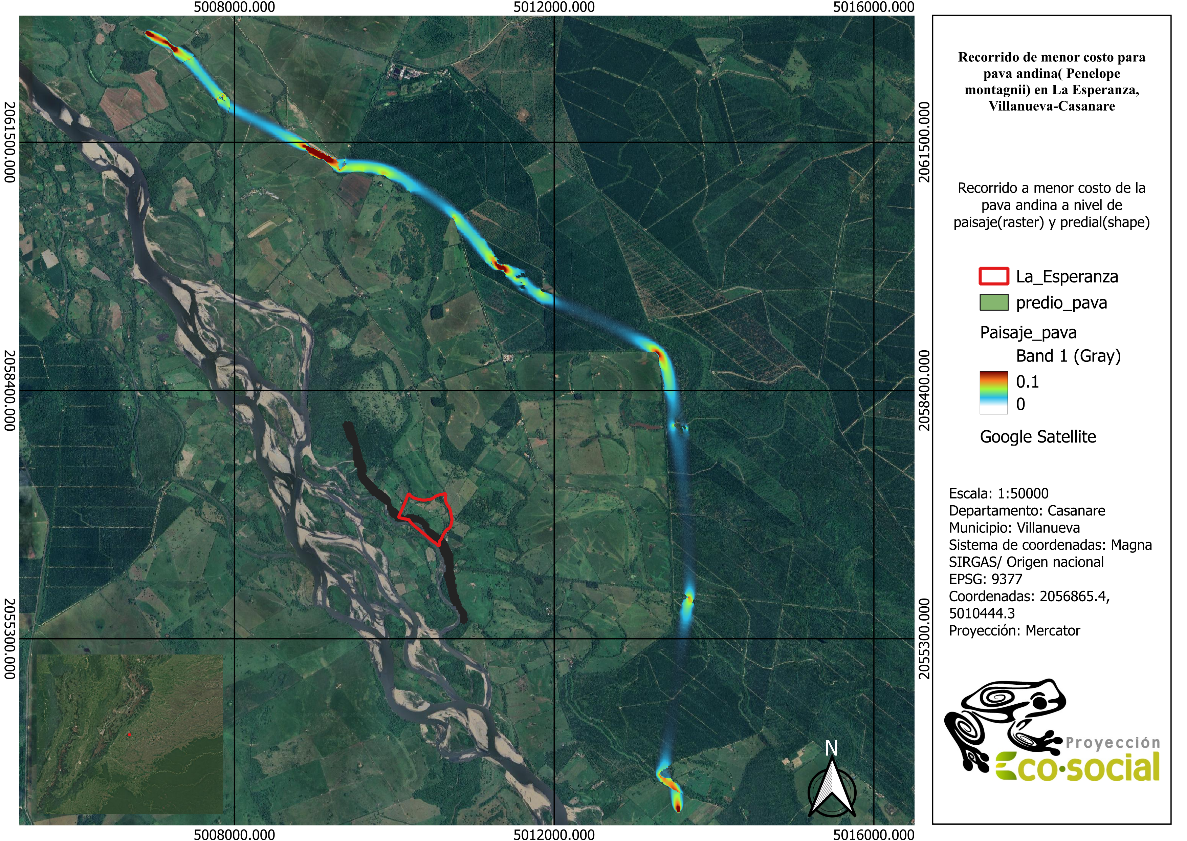 5008000.000
5012000.000
5016000.000
2061500.000
2058400.000
2055300.000
2061500.000
2058400.000
2055300.000
N
5008000.000
5012000.000
5016000.000
Recorrido de menor costo para
pava andina( Penelope
montagnii) en La Esperanza,
Villanueva-Casanare
Recorrido a menor costo de la
pava andina a nivel de
paisaje(raster) y predial(shape)
La_Esperanza
predio_pava
Paisaje_pava
Band 1 (Gray)
0.1
0
Google Satellite
Escala: 1:50000
Departamento: Casanare
Municipio: Villanueva
Sistema de coordenadas: Magna
SIRGAS/ Origen nacional
EPSG: 9377
Coordenadas: 2056865.4,
5010444.3
Proyección: Mercator
Proyección
Eco·social